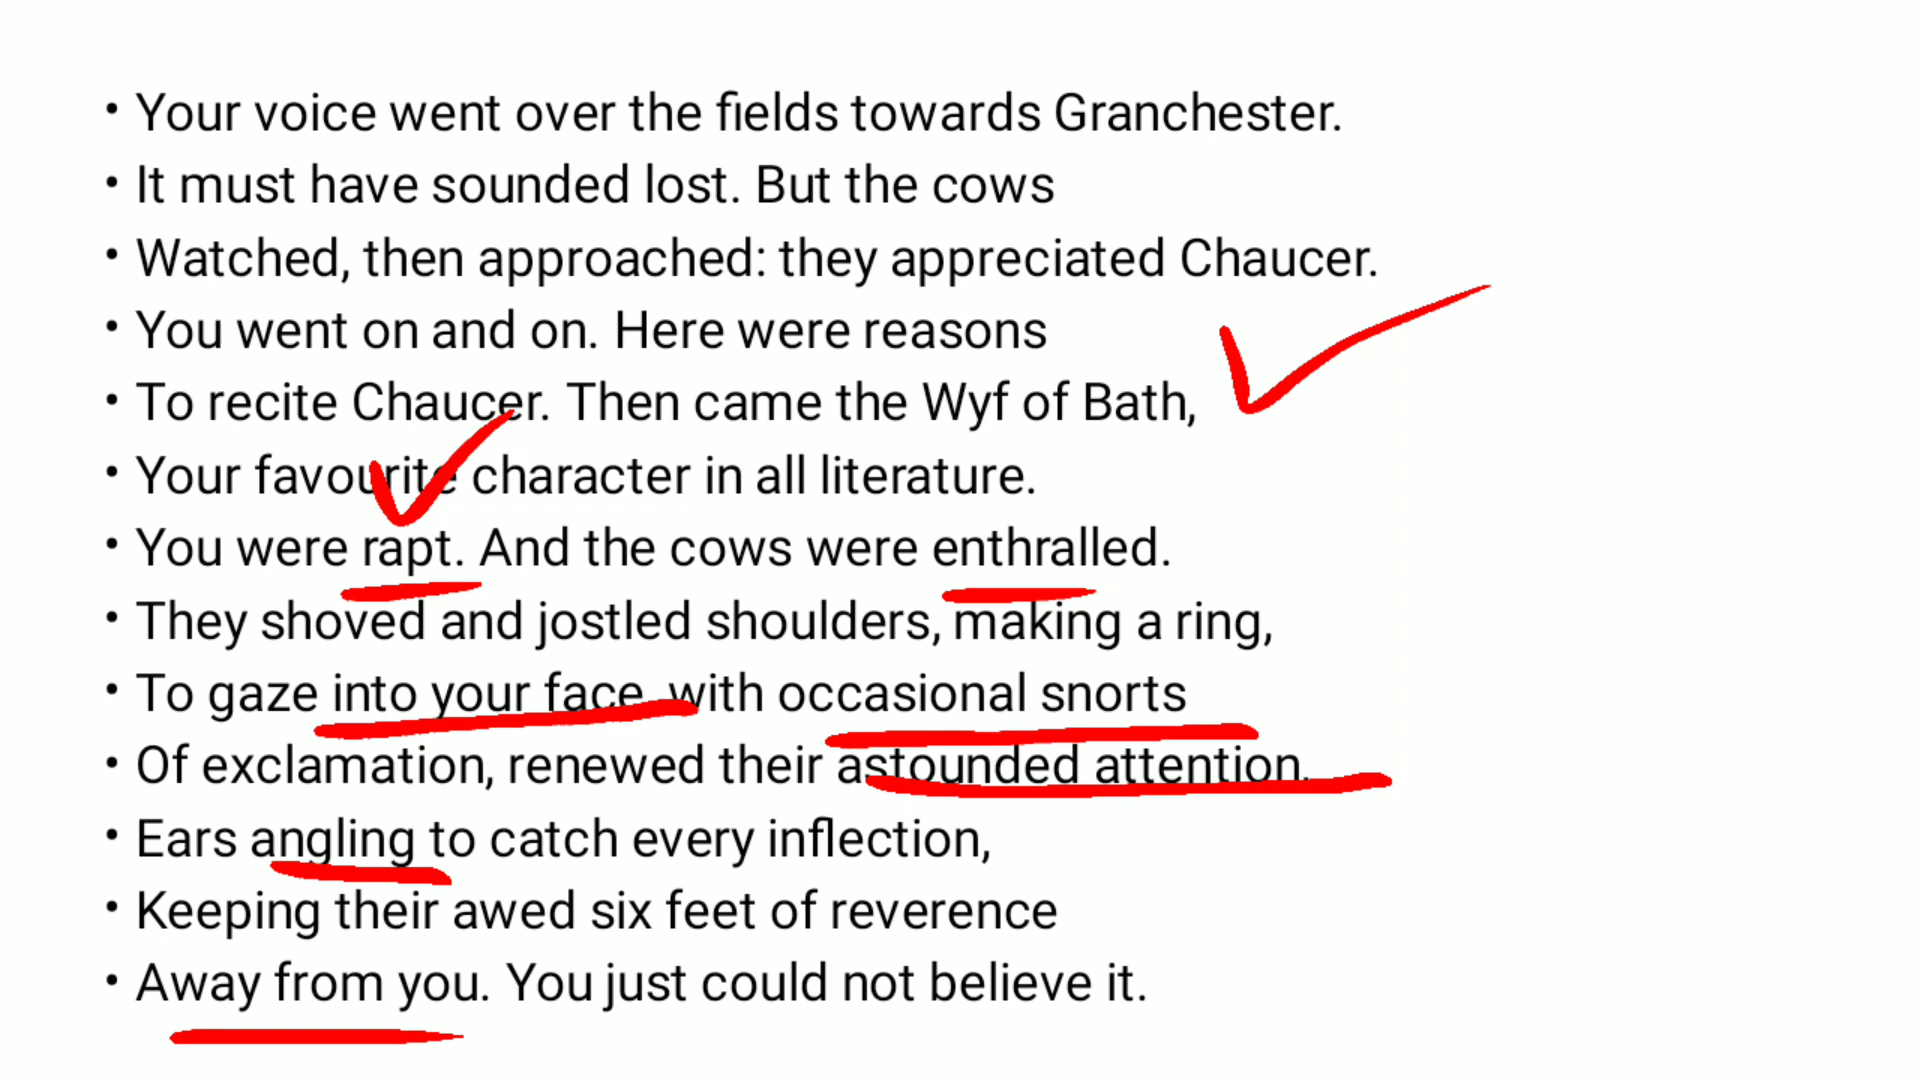 • Your voice went over the fields towards Granchester.
• It must have sounded lost. But the cows
• Watched, then approached: they appreciated Chaucer.
• You went on and on. Here were reasons
• To recite Chaucer. Then came the Wyf of Bath,
• Your favourite character in all literature.
• You were rapt. And the cows were enthralled.
• They shoved and jostled shoulders, making a ring,
• To gaze into your face, with occasional snorts
• Of exclamation, renewed their astounded attention.
• Ears angling to catch every inflection,
• Keeping their awed six feet of reverence
• Away from you. You just could not believe it.